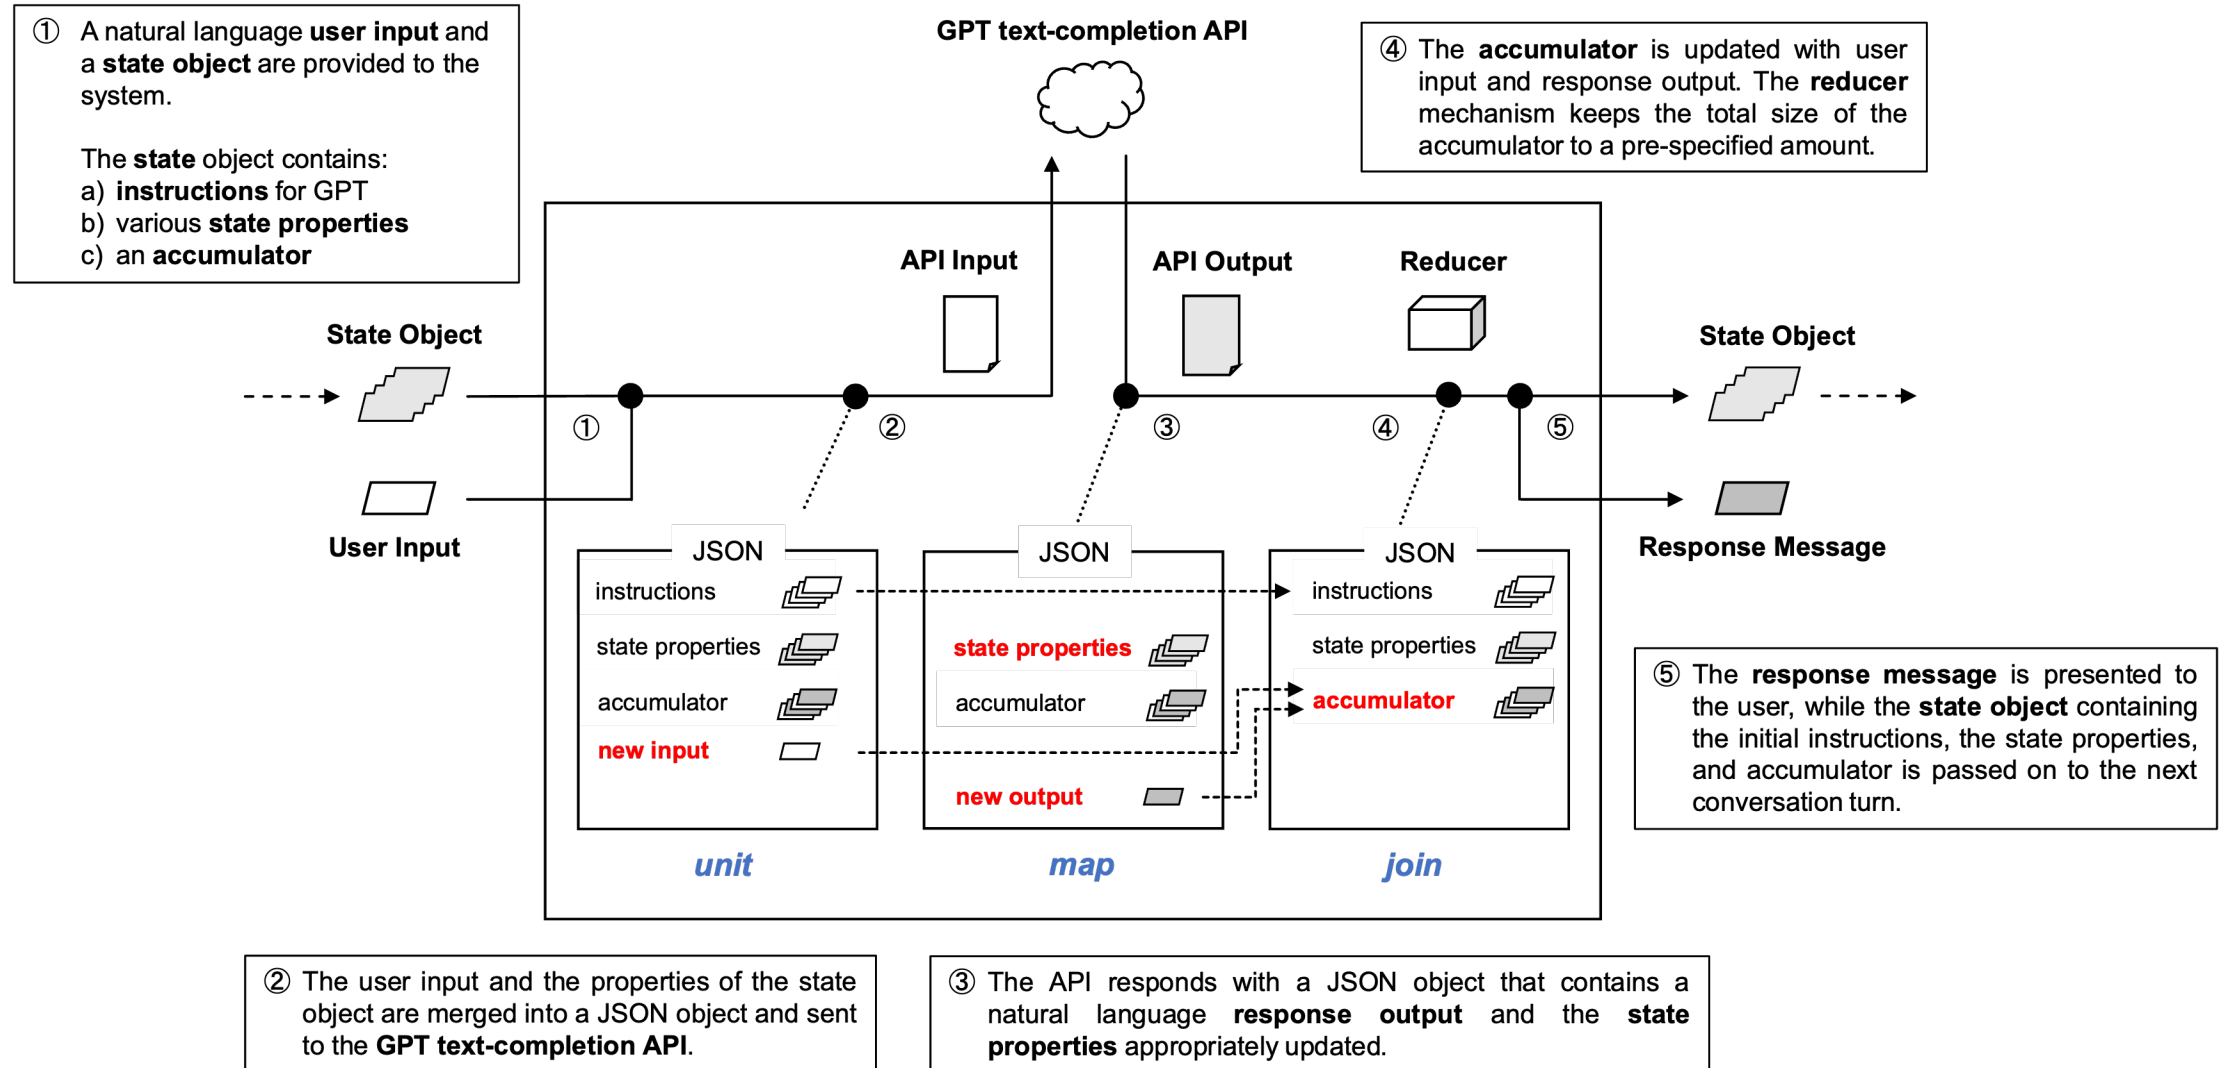 ① A natural language user input and
a state object are provided to the
system.
The state object contains:
a) instructions for GPT
b) various state properties
c) an accumulator
GPT text-completion API
④ The accumulator is updated with user
input and response output. The reducer
mechanism keeps the total size of the
accumulator to a pre-specified amount.
API Input
API Output
Reducer
State Object
State Object
①
②
③
④
⑤
User Input
Response Message
JSON
instructions
state properties
accumulator
new input
unit
JSON
state properties
accumulator
new output
map
JSON
instructions
state properties
accumulator
join
⑤ The response message is presented to
the user, while the state object containing
the initial instructions, the state properties,
and accumulator is passed on to the next
conversation turn.
② The user input and the properties of the state
object are merged into a JSON object and sent
to the GPT text-completion API.
③ The API responds with a JSON object that contains a
natural language response output and the state
properties appropriately updated.